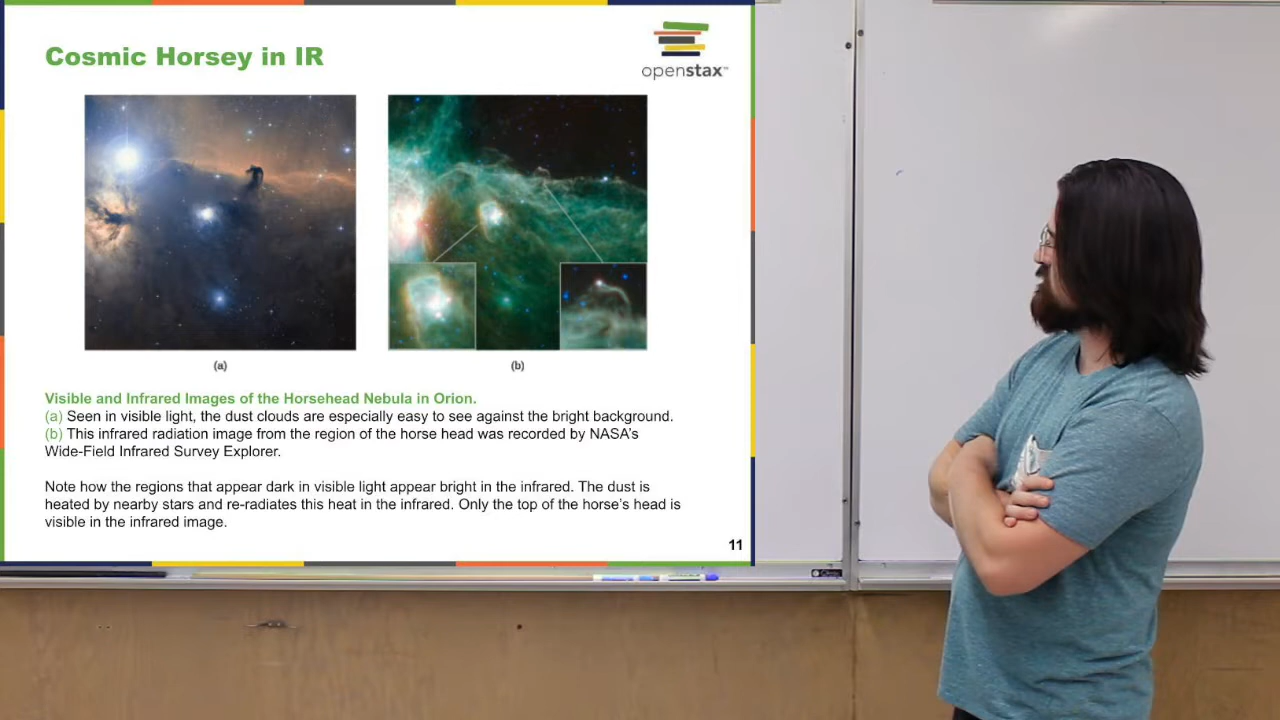 Cosmic Horsey in IR
openstax™
(a)
(b)
Visible and Infrared Images of the Horsehead Nebula in Orion.
(a) Seen in visible light, the dust clouds are especially easy to see against the bright background.
(b) This infrared radiation image from the region of the horse head was recorded by NASA's
Wide-Field Infrared Survey Explorer.
Note how the regions that appear dark in visible light appear bright in the infrared. The dust is
heated by nearby stars and re-radiates this heat in the infrared. Only the top of the horse's head is
visible in the infrared image.
11